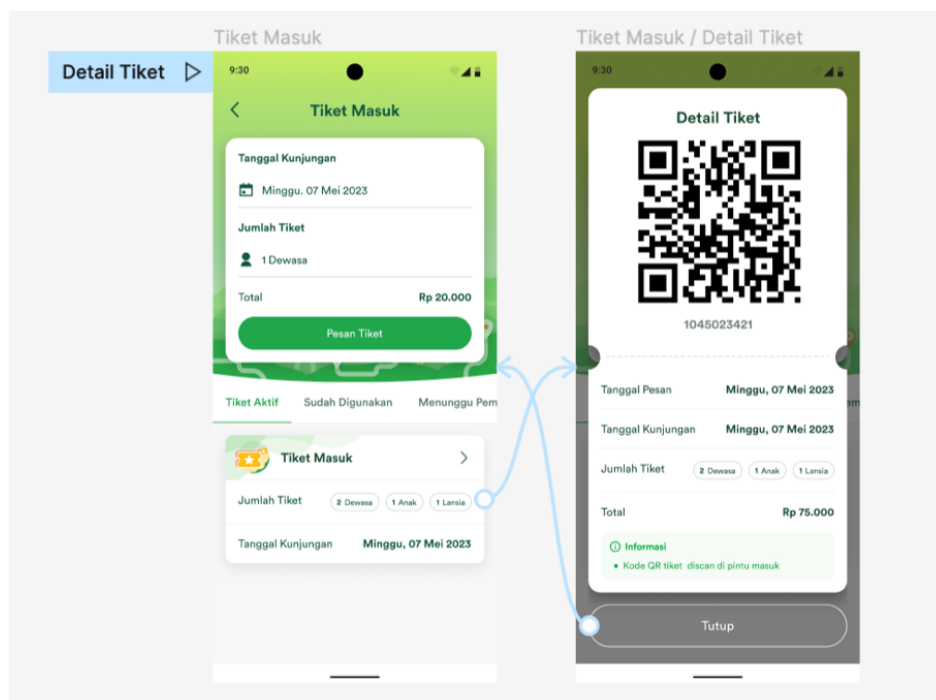 Tiket Masuk
Detail Tiket
9:30
Tiket Masuk
Tanggal Kunjungan
Minggu. 07 Mei 2023
Jumlah Tiket
1 Dewasa
Total Rp 20.000
Pesan Tiket
Tiket Aktif Sudah Digunakan Menunggu Pem
Tiket Masuk
Jumlah Tiket 2 Dewasa 1 Anak 1 Lansia
Tanggal Kunjungan Minggu, 07 Mei 2023
Tiket Masuk / Detail Tiket
9:30
Detail Tiket
1045023421
Tanggal Pesan Minggu, 07 Mei 2023
em
Tanggal Kunjungan Minggu, 07 Mei 2023
Jumlah Tiket 2 Dewasa 1 Anak 1 Lansia
Total Rp 75.000
Informasi
• Kode QR tiket discan di pintu masuk
Tutup